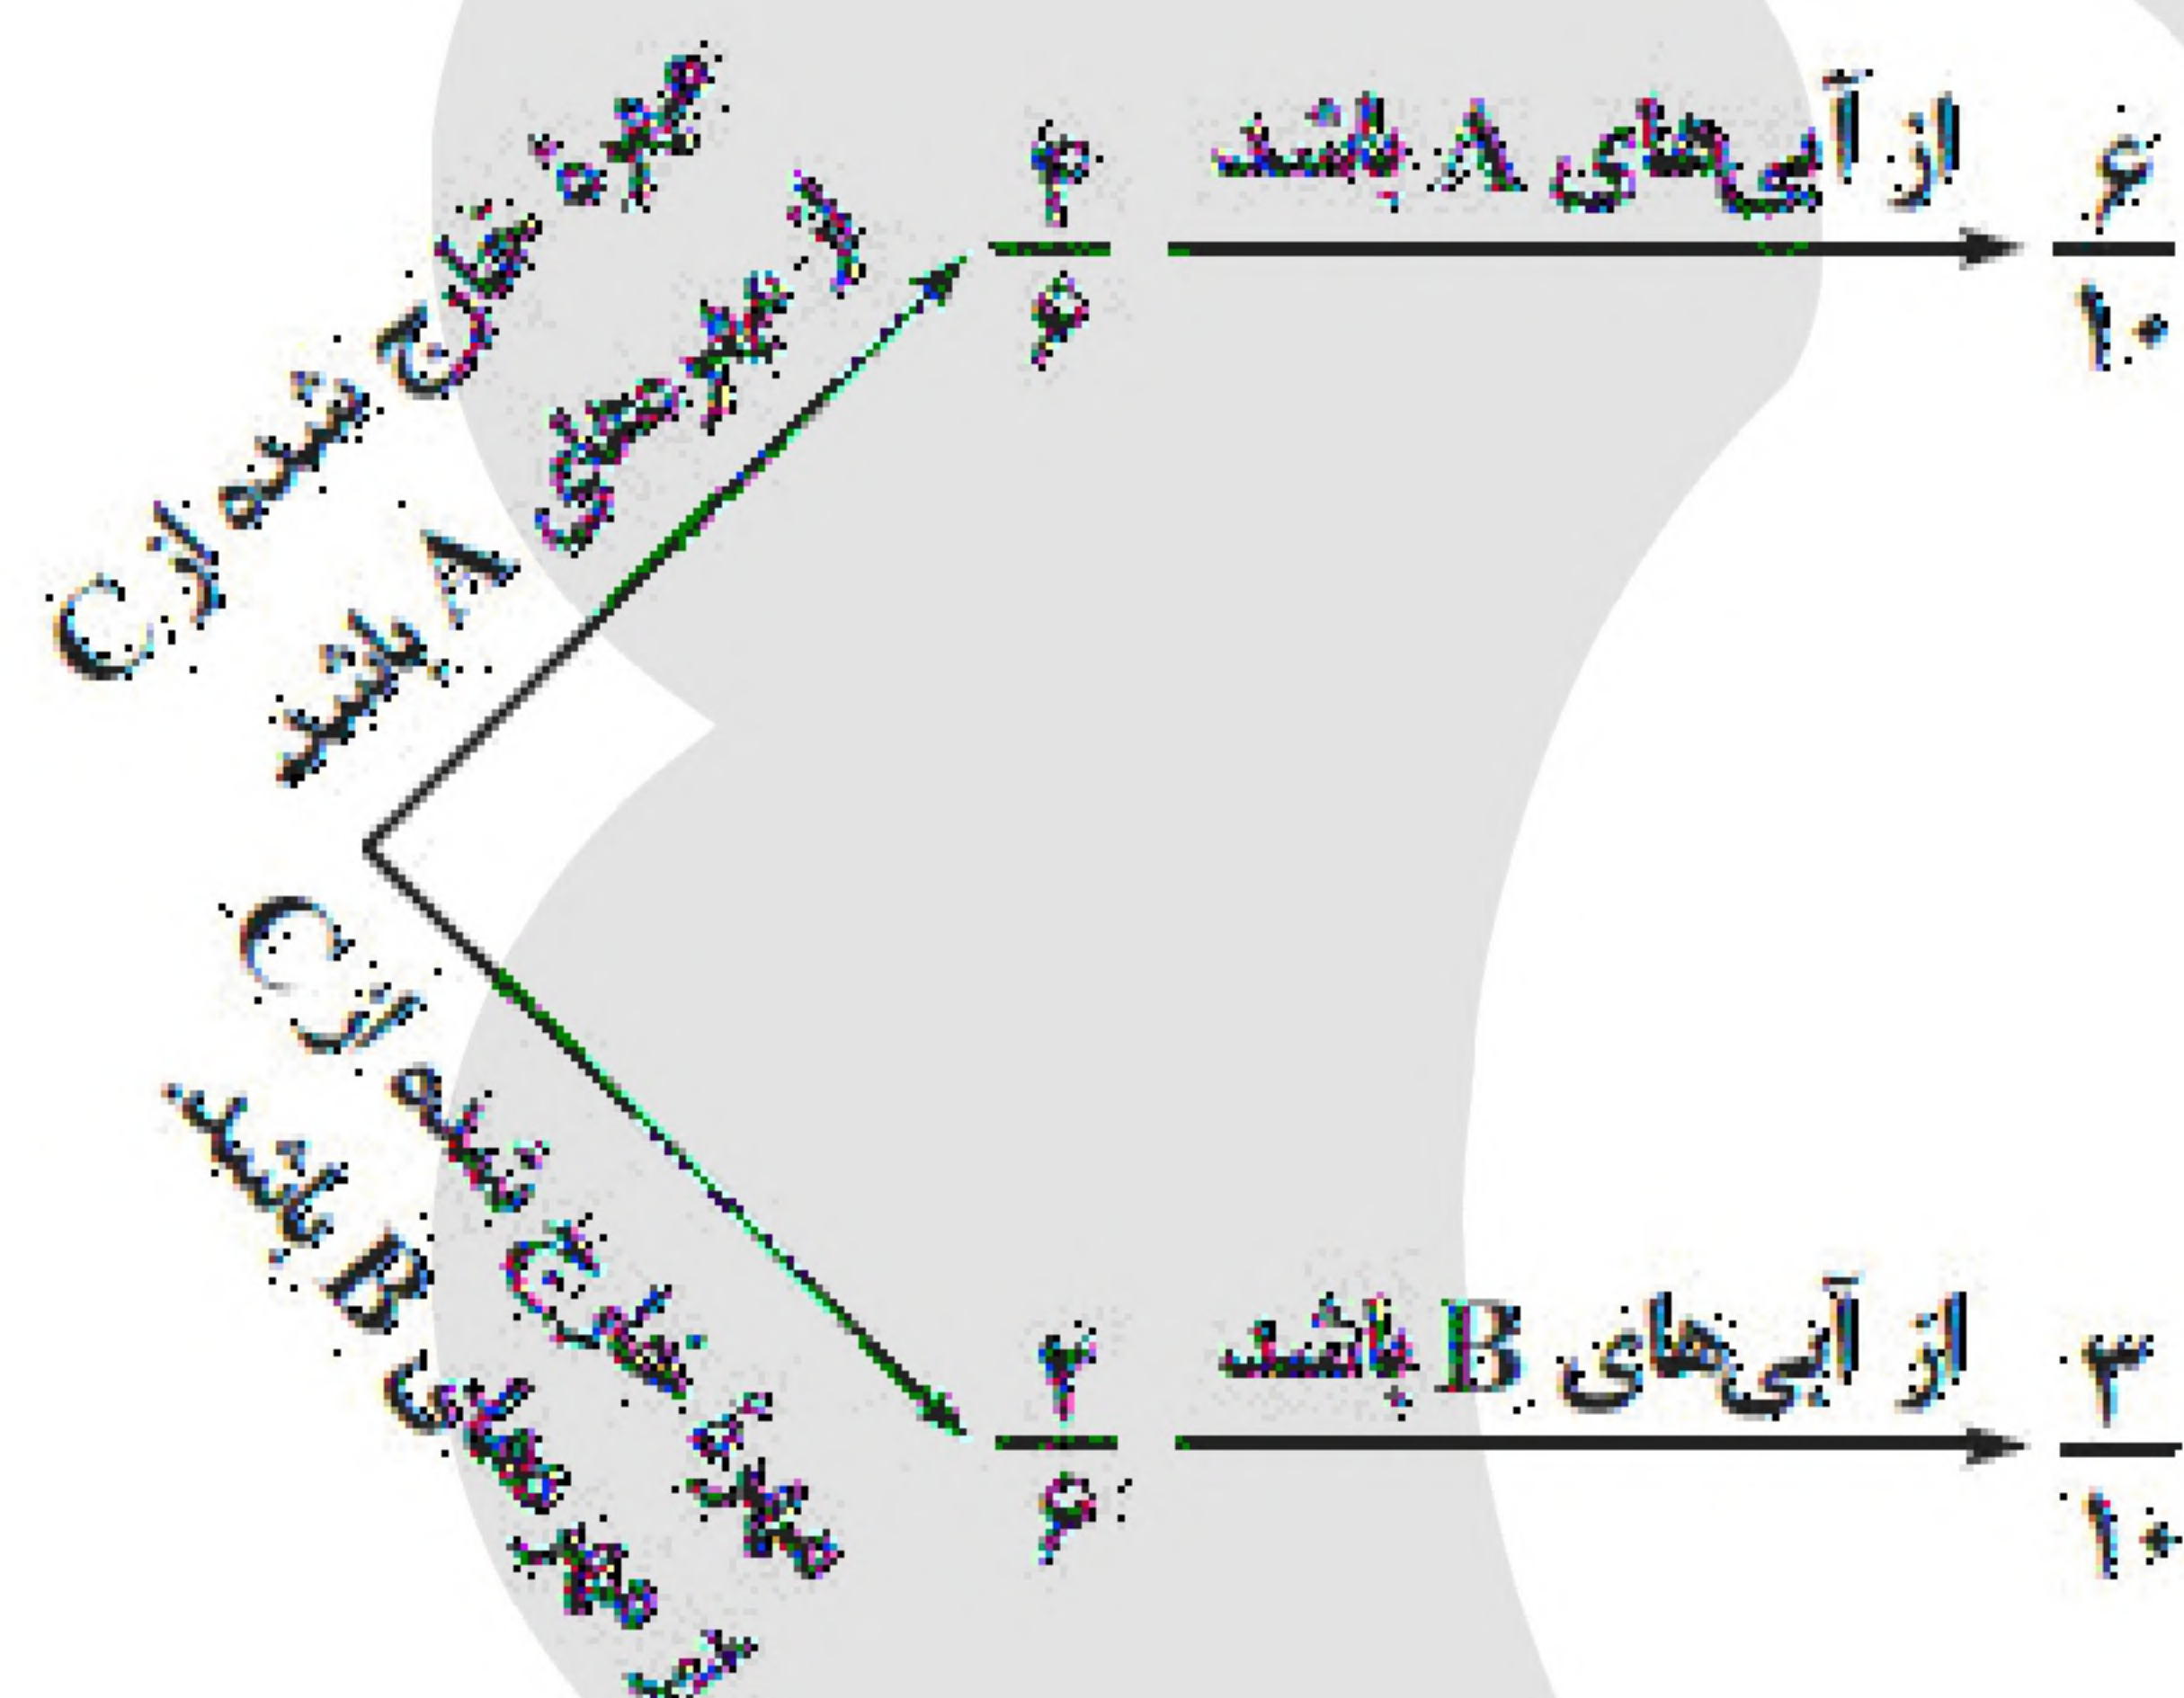 مهره خارج شده از C
از مهره‌های A باشد
۴
۶
از آبی‌های A باشد
۶
۱۰
مهره خارج شده از C
از مهره‌های B باشد
۲
۶
از آبی‌های B باشد
۳
۱۰